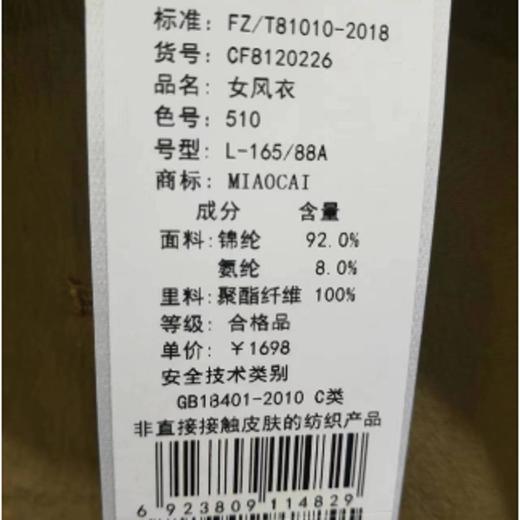 标准: FZ/T81010-2018
货号: CF8120226
品名: 女风衣
色号: 510
号型: L-165/88A
商标: MIAOCAI
成分 含量
面料:锦纶 92.0%
氨纶 8.0%
里料:聚酯纤维 100%
等级: 合格品
单价: ¥1698
安全技术类别
GB18401-2010 C类
非直接接触皮肤的纺织产品
6 923809 114829